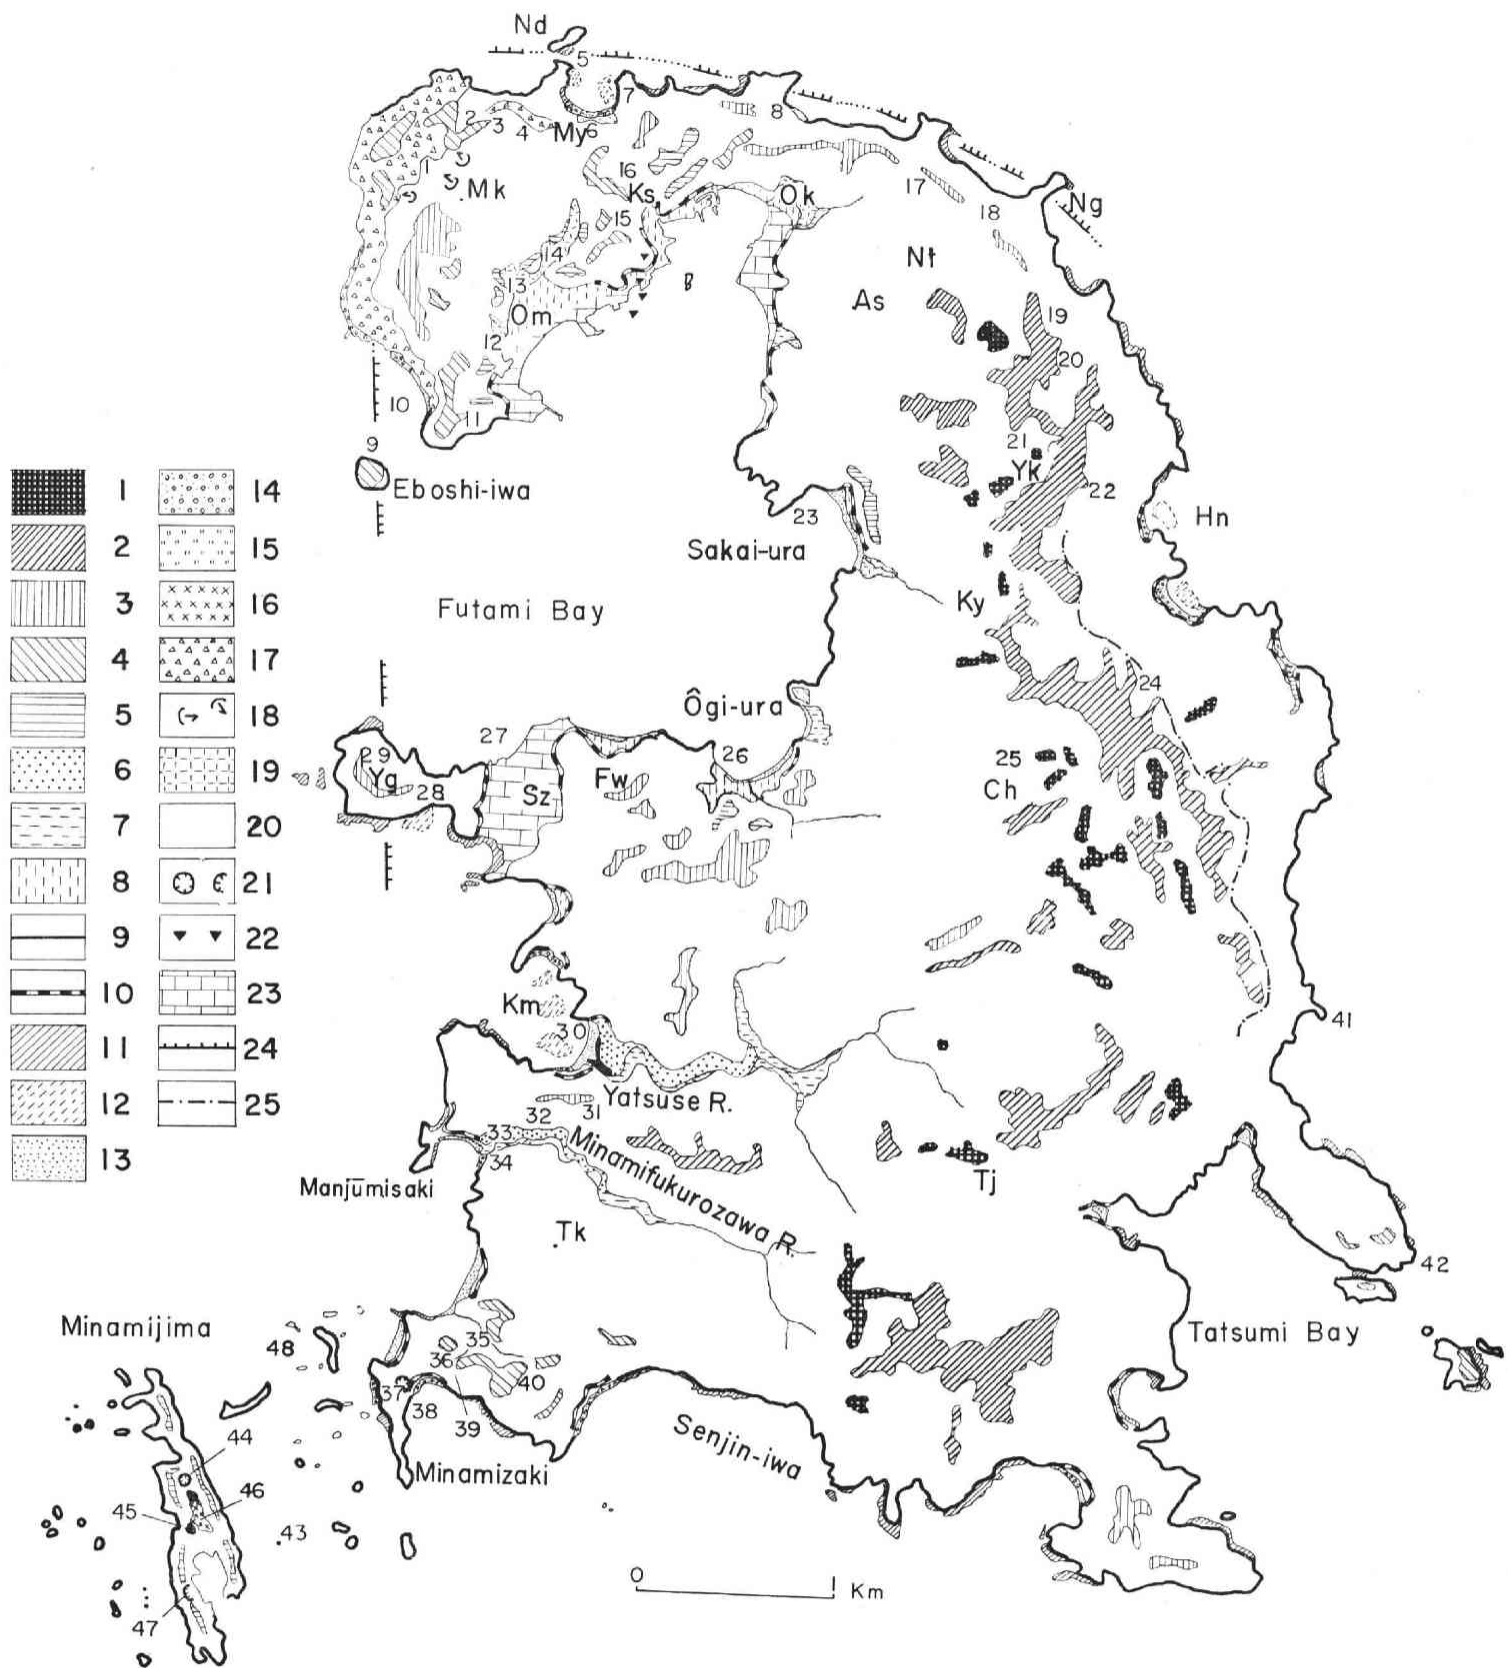 Nd
5
7
8
2
3
4
My
6
1
Mk
16
Ks
15
Ok
17
18
Ng
Nt
As
14
13
Om
12
19
20
10
11
9
Eboshi-iwa
21
Yk
22
Hn
23
Sakai-ura
Futami Bay
Ky
24
Ôgi-ura
27
26
25
29
Yg
28
Sz
Fw
Ch
Km
30
41
Yatsuse R.
31
32
33
34
Minamifukurozawa R.
Manjūmisaki
Tj
Tk
42
Tatsumi Bay
Minamijima
48
35
36
37
38
39
40
Minamizaki
Senjin-iwa
44
45
46
43
47
0 1 Km
1 14
2 15
3 16
4 17
5 18
6 19
7 20
8 21
9 22
10 23
11 24
12 25
13